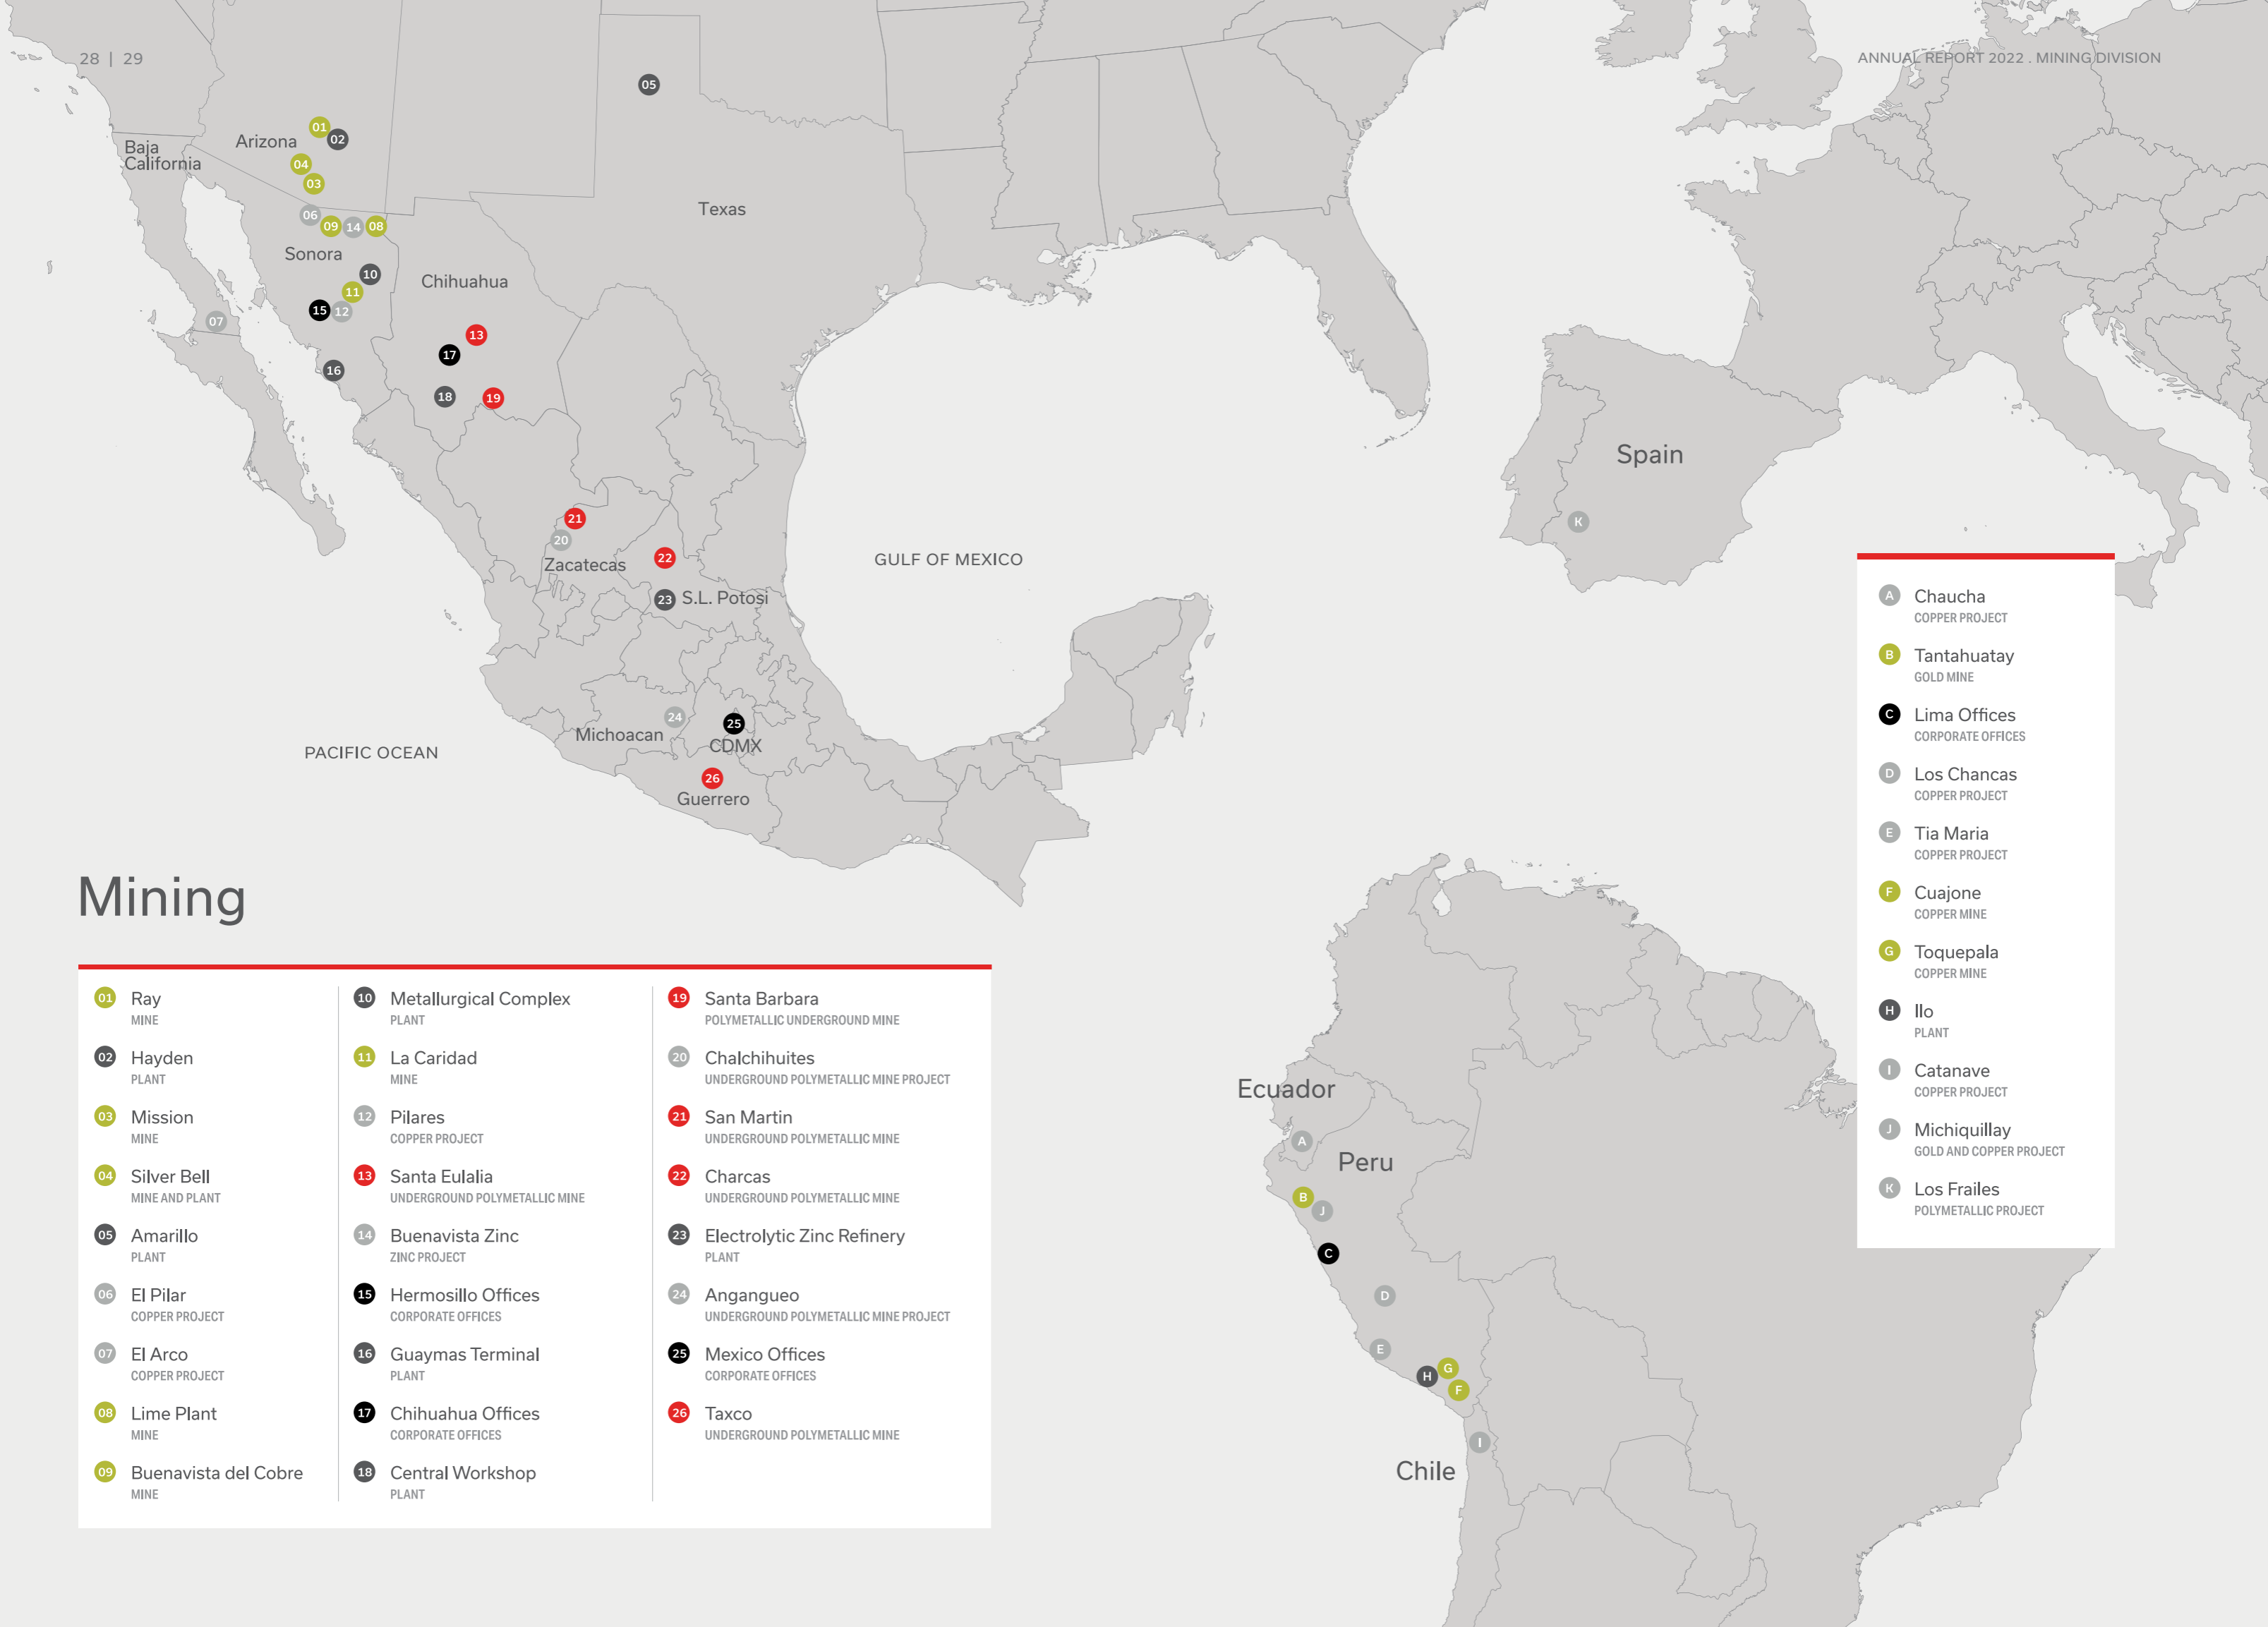 28 | 29
ANNUAL REPORT 2022 . MINING DIVISION
05
01
02
Arizona
Baja
California
04
03
Texas
06
09
14
08
Sonora
10
Chihuahua
11
15
12
07
13
17
16
18
19
Spain
21
K
20
22
Zacatecas
GULF OF MEXICO
23
S.L. Potosi
24
25
Michoacan
CDMX
PACIFIC OCEAN
26
Guerrero
Ecuador
A
Peru
B
J
C
D
E
G
H
F
I
Chile
Mining
01 Ray
MINE
02 Hayden
PLANT
03 Mission
MINE
04 Silver Bell
MINE AND PLANT
05 Amarillo
PLANT
06 El Pilar
COPPER PROJECT
07 El Arco
COPPER PROJECT
08 Lime Plant
MINE
09 Buenavista del Cobre
MINE
10 Metallurgical Complex
PLANT
11 La Caridad
MINE
12 Pilares
COPPER PROJECT
13 Santa Eulalia
UNDERGROUND POLYMETALLIC MINE
14 Buenavista Zinc
ZINC PROJECT
15 Hermosillo Offices
CORPORATE OFFICES
16 Guaymas Terminal
PLANT
17 Chihuahua Offices
CORPORATE OFFICES
18 Central Workshop
PLANT
19 Santa Barbara
POLYMETALLIC UNDERGROUND MINE
20 Chalchihuites
UNDERGROUND POLYMETALLIC MINE PROJECT
21 San Martin
UNDERGROUND POLYMETALLIC MINE
22 Charcas
UNDERGROUND POLYMETALLIC MINE
23 Electrolytic Zinc Refinery
PLANT
24 Angangueo
UNDERGROUND POLYMETALLIC MINE PROJECT
25 Mexico Offices
CORPORATE OFFICES
26 Taxco
UNDERGROUND POLYMETALLIC MINE
A Chaucha
COPPER PROJECT
B Tantahuatay
GOLD MINE
C Lima Offices
CORPORATE OFFICES
D Los Chancas
COPPER PROJECT
E Tia Maria
COPPER PROJECT
F Cuajone
COPPER MINE
G Toquepala
COPPER MINE
H Ilo
PLANT
I Catanave
COPPER PROJECT
J Michiquillay
GOLD AND COPPER PROJECT
K Los Frailes
POLYMETALLIC PROJECT